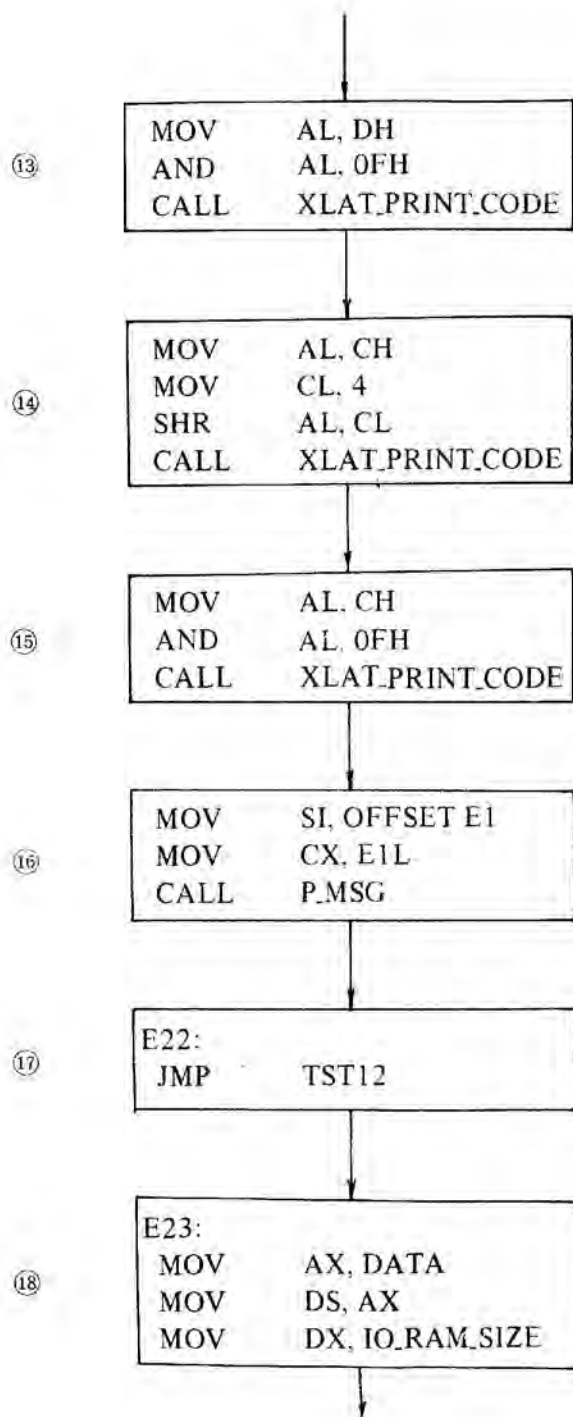 ⑬
MOV AL, DH
AND AL, 0FH
CALL XLAT_PRINT_CODE
⑭
MOV AL, CH
MOV CL, 4
SHR AL, CL
CALL XLAT_PRINT_CODE
⑮
MOV AL, CH
AND AL, 0FH
CALL XLAT_PRINT_CODE
⑯
MOV SI, OFFSET E1
MOV CX, E1L
CALL P_MSG
⑰
E22:
JMP TST12
⑱
E23:
MOV AX, DATA
MOV DS, AX
MOV DX, IO_RAM_SIZE